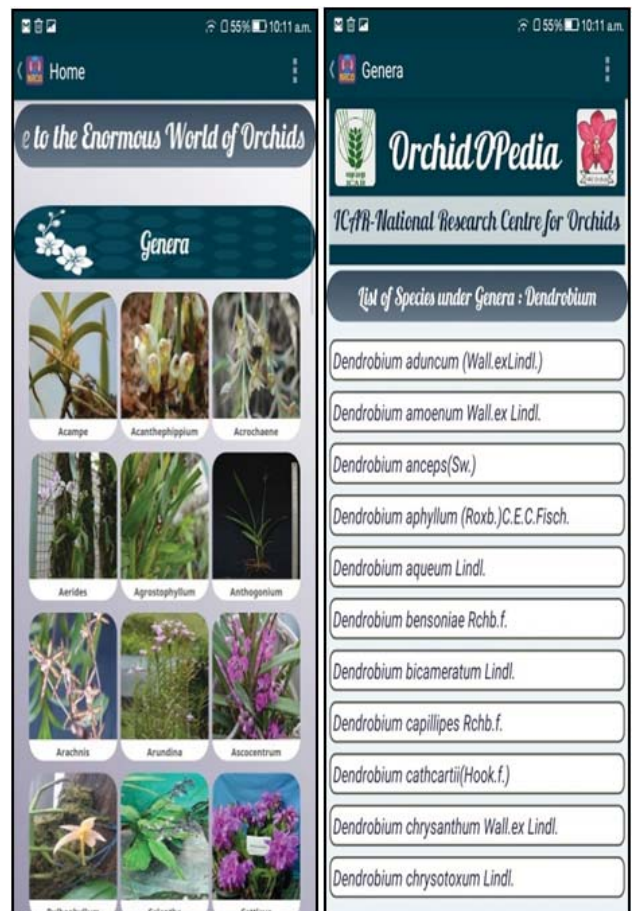 55% 10:11 a.m.
Home
e to the Enormous World of Orchids
Genera
Acampe Acanthephippium Acrochaene
Aerides Agrostophyllum Anthogonium
Arachnis Arundina Ascocentrum
55% 10:11 a.m.
Genera
ICAR
OrchidOPedia
ICAR-National Research Centre for Orchids
List of Species under Genera : Dendrobium
Dendrobium aduncum (Wall.exLindl.)
Dendrobium amoenum Wall.ex Lindl.
Dendrobium anceps(Sw.)
Dendrobium aphyllum (Roxb.)C.E.C.Fisch.
Dendrobium aqueum Lindl.
Dendrobium bensoniae Rchb.f.
Dendrobium bicameratum Lindl.
Dendrobium capillipes Rchb.f.
Dendrobium cathcartii(Hook.f.)
Dendrobium chrysanthum Wall.ex Lindl.
Dendrobium chrysotoxum Lindl.